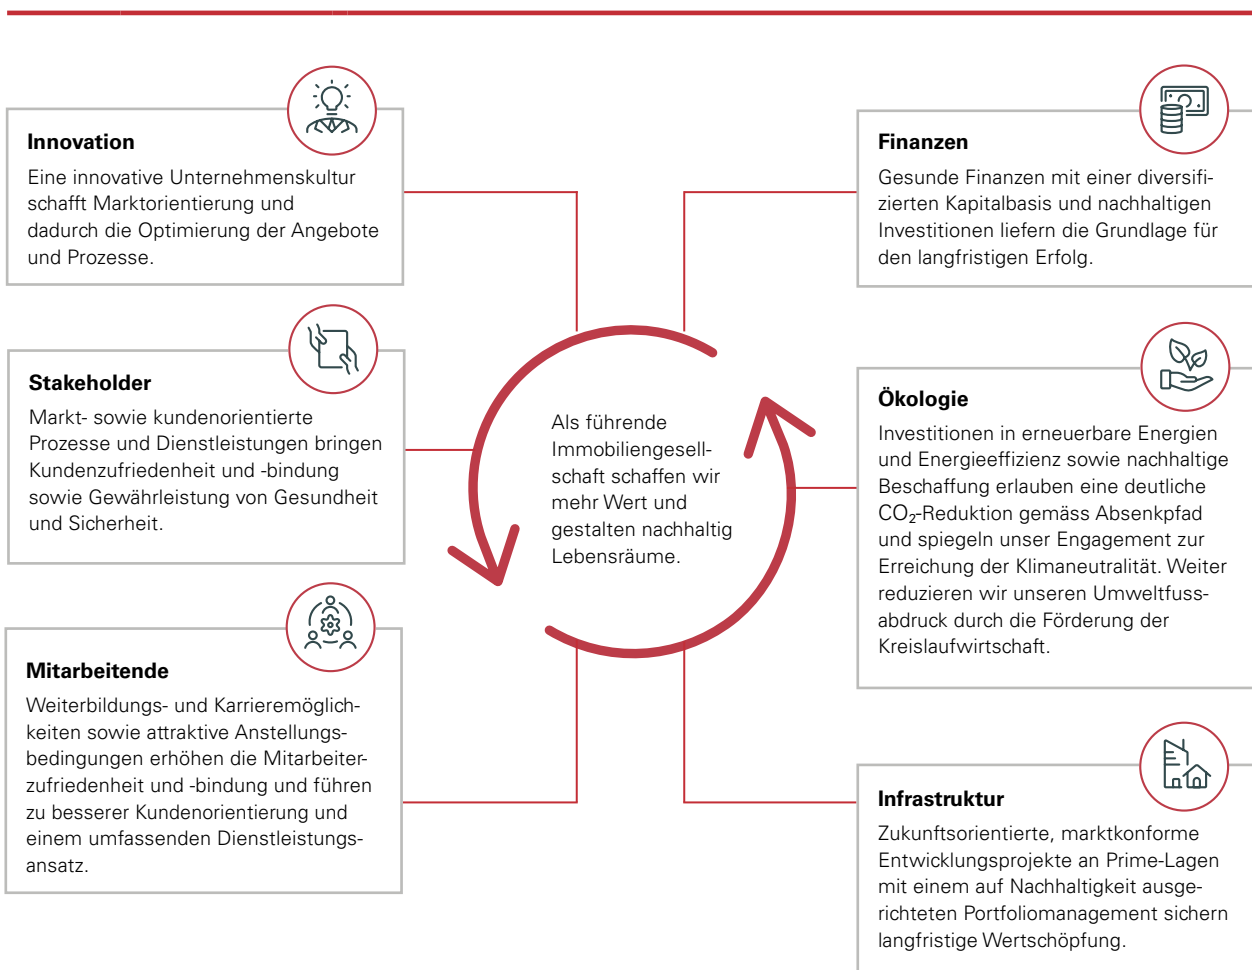 Innovation
Eine innovative Unternehmenskultur
schafft Marktorientierung und
dadurch die Optimierung der Angebote
und Prozesse.
Stakeholder
Markt- sowie kundenorientierte
Prozesse und Dienstleistungen bringen
Kundenzufriedenheit und -bindung
sowie Gewährleistung von Gesundheit
und Sicherheit.
Mitarbeitende
Weiterbildungs- und Karrieremöglich-
keiten sowie attraktive Anstellungs-
bedingungen erhöhen die Mitarbeiter-
zufriedenheit und -bindung und führen
zu besserer Kundenorientierung und
einem umfassenden Dienstleistungs-
ansatz.
Als führende
Immobiliengesell-
schaft schaffen wir
mehr Wert und
gestalten nachhaltig
Lebensräume.
Finanzen
Gesunde Finanzen mit einer diversifi-
zierten Kapitalbasis und nachhaltigen
Investitionen liefern die Grundlage für
den langfristigen Erfolg.
Ökologie
Investitionen in erneuerbare Energien
und Energieeffizienz sowie nachhaltige
Beschaffung erlauben eine deutliche
CO₂-Reduktion gemäss Absenkpfad
und spiegeln unser Engagement zur
Erreichung der Klimaneutralität. Weiter
reduzieren wir unseren Umweltfuss-
abdruck durch die Förderung der
Kreislaufwirtschaft.
Infrastruktur
Zukunftsorientierte, marktkonforme
Entwicklungsprojekte an Prime-Lagen
mit einem auf Nachhaltigkeit ausge-
richteten Portfoliomanagement sichern
langfristige Wertschöpfung.